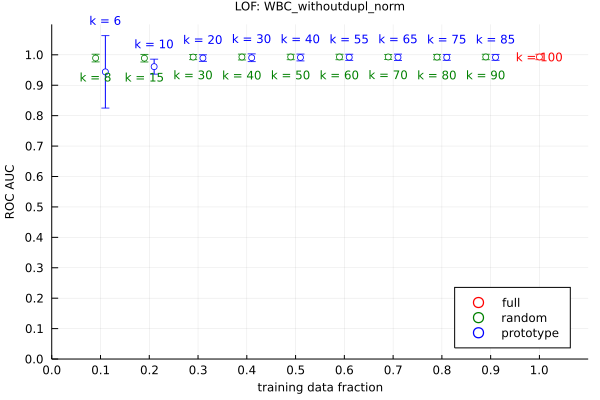 LOF: WBC_withoutdupl_norm
k = 6
k = 10
k = 20
k = 30
k = 40
k = 55
k = 65
k = 75
k = 85
k = 8
k = 15
k = 30
k = 40
k = 50
k = 60
k = 70
k = 80
k = 90
k = 100
1.0
0.9
0.8
0.7
0.6
0.5
0.4
0.3
0.2
0.1
0.0
ROC AUC
0.0 0.1 0.2 0.3 0.4 0.5 0.6 0.7 0.8 0.9 1.0
training data fraction
full
random
prototype